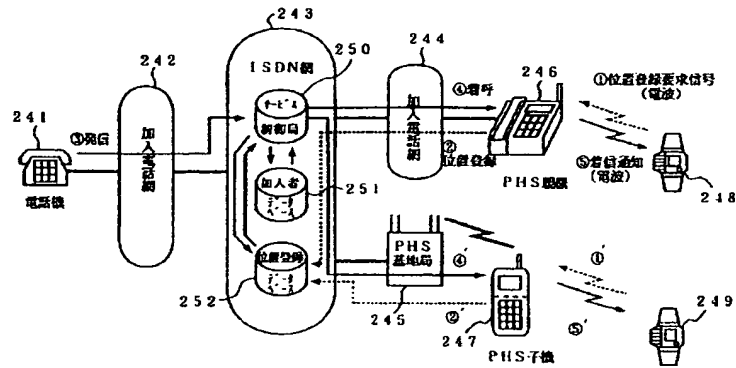 243
242
250
244
ISDN網
246
①位置登録要求信号
(電波)
241
③発信
サービス
制御局
④着呼
加入電話網
加入電話網
②
位置登録
⑤着信通知
(電波)
電話機
加入者
データ
ベース
251
PHS親機
248
PHS
基地局
位置登録
データ
ベース
④′
①′
252
245
②′
247
⑤′
249
PHS子機